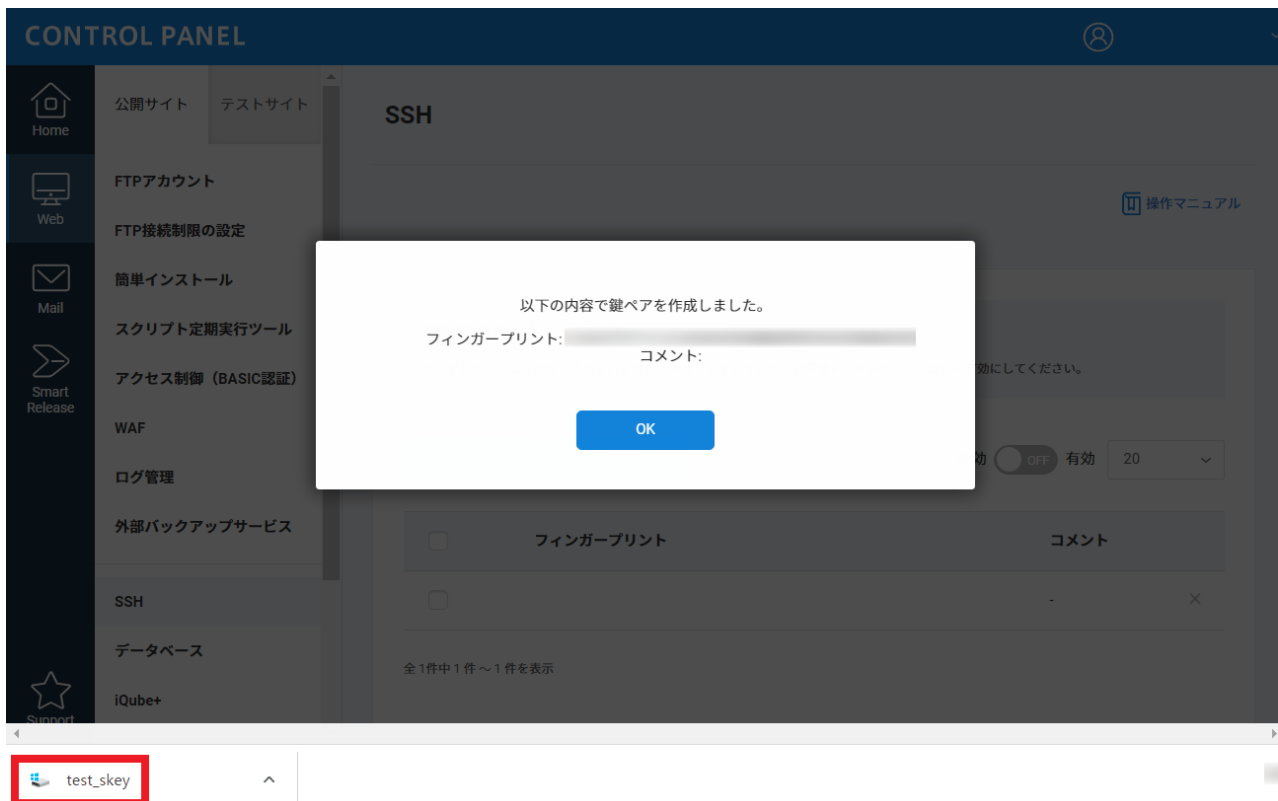 CONTROL PANEL
Home
Web
Mail
Smart
Release
Support
公開サイト
テストサイト
FTPアカウント
FTP接続制限の設定
簡単インストール
スクリプト定期実行ツール
アクセス制御（BASIC認証）
WAF
ログ管理
外部バックアップサービス
SSH
データベース
iQube+
SSH
操作マニュアル
以下の内容で鍵ペアを作成しました。
フィンガープリント:
コメント:
OK
効にしてください。
効 OFF 有効 20
フィンガープリント コメント
-
全1件中 1 件 ～ 1 件を表示
test_skey